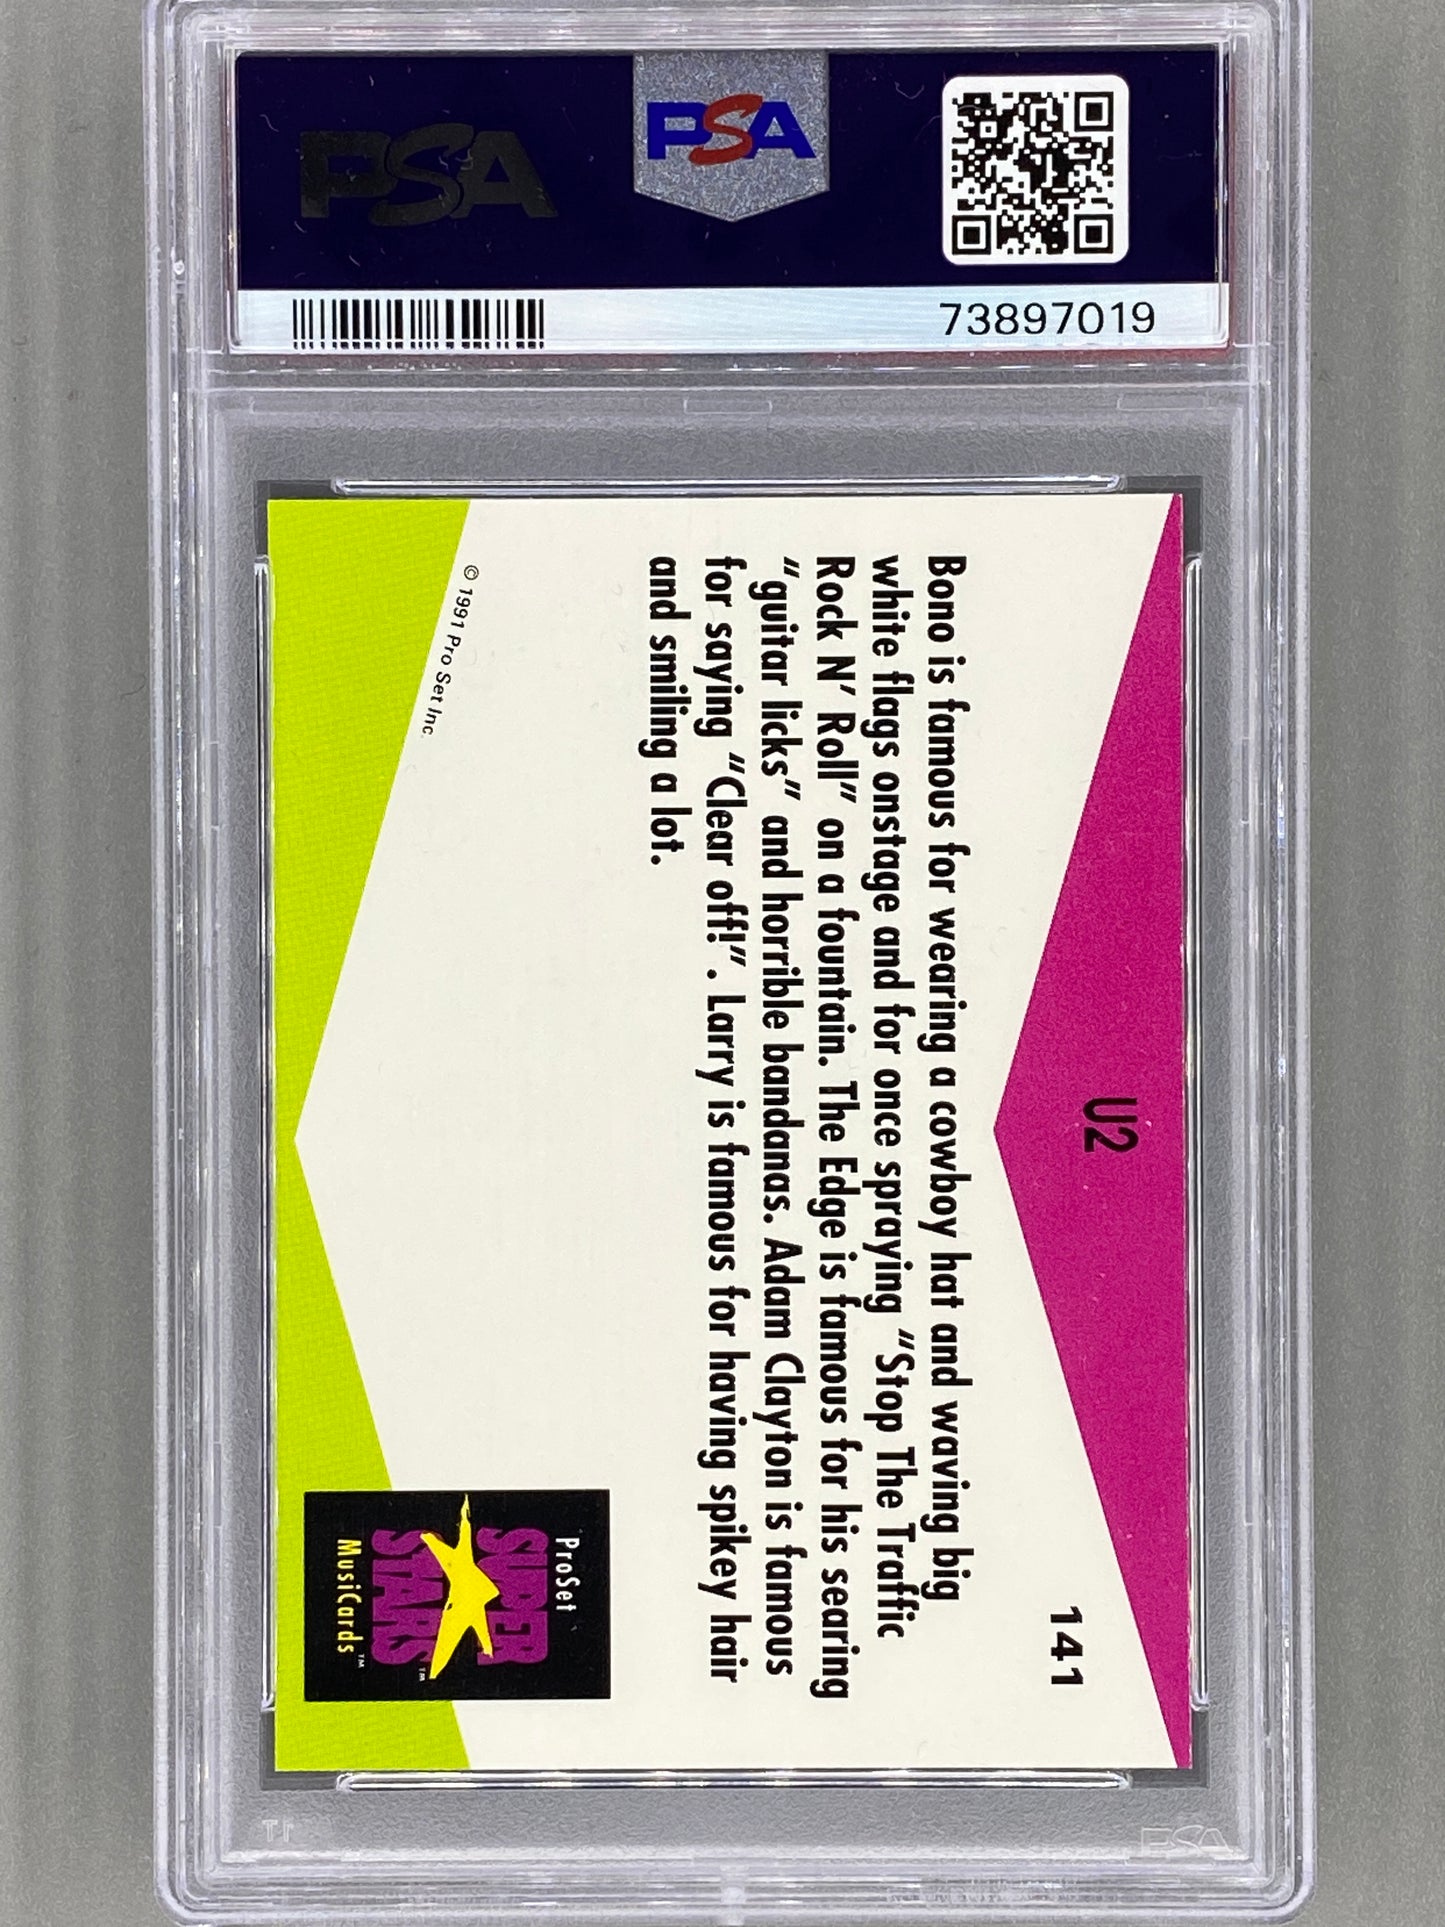 PSA
PSA
73897019
U2
141
Bono is famous for wearing a cowboy hat and waving big
white flags onstage and for once spraying "Stop The Traffic
Rock N' Roll" on a fountain. The Edge is famous for his searing
"guitar licks" and horrible bandanas. Adam Clayton is famous
for saying "Clear off!". Larry is famous for having spikey hair
and smiling a lot.
© 1991 Pro Set Inc.
ProSet
SUPER
STARS™
MusiCards™
PSA